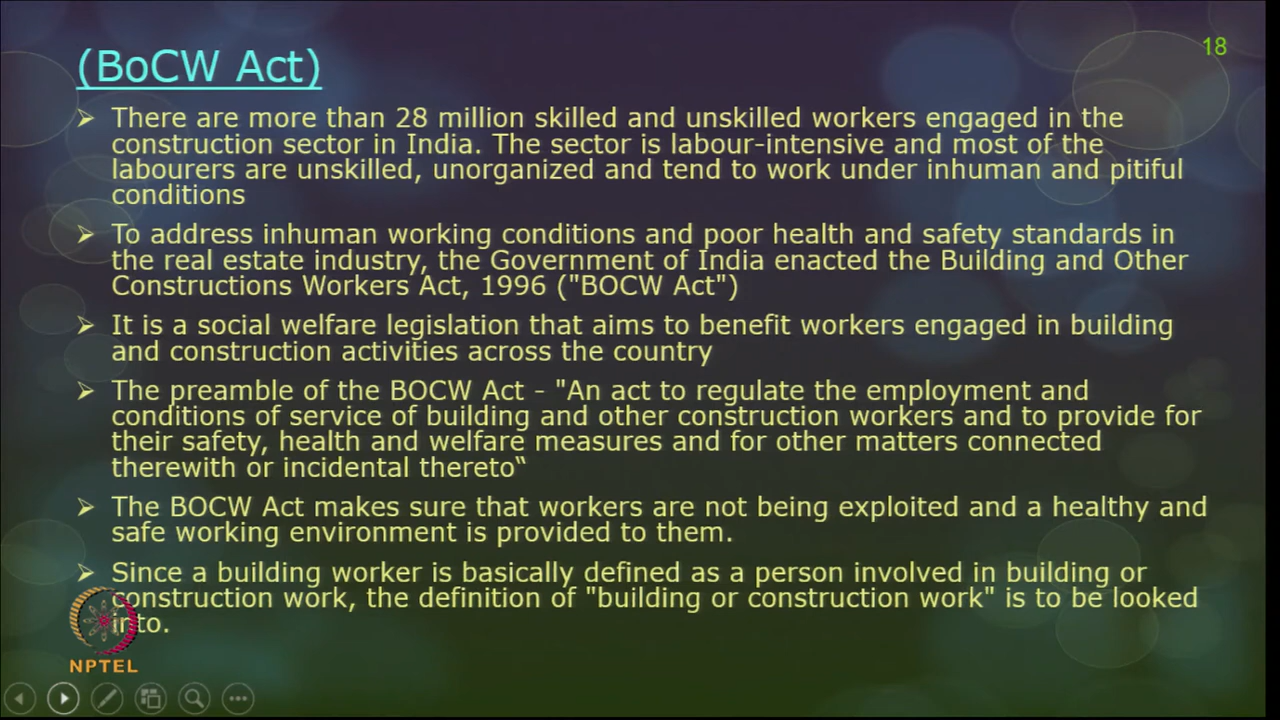 18
(BoCW Act)
There are more than 28 million skilled and unskilled workers engaged in the
construction sector in India. The sector is labour-intensive and most of the
labourers are unskilled, unorganized and tend to work under inhuman and pitiful
conditions
To address inhuman working conditions and poor health and safety standards in
the real estate industry, the Government of India enacted the Building and Other
Constructions Workers Act, 1996 ("BOCW Act")
It is a social welfare legislation that aims to benefit workers engaged in building
and construction activities across the country
The preamble of the BOCW Act - "An act to regulate the employment and
conditions of service of building and other construction workers and to provide for
their safety, health and welfare measures and for other matters connected
therewith or incidental thereto“
The BOCW Act makes sure that workers are not being exploited and a healthy and
safe working environment is provided to them.
Since a building worker is basically defined as a person involved in building or
construction work, the definition of "building or construction work" is to be looked
into.
NPTEL